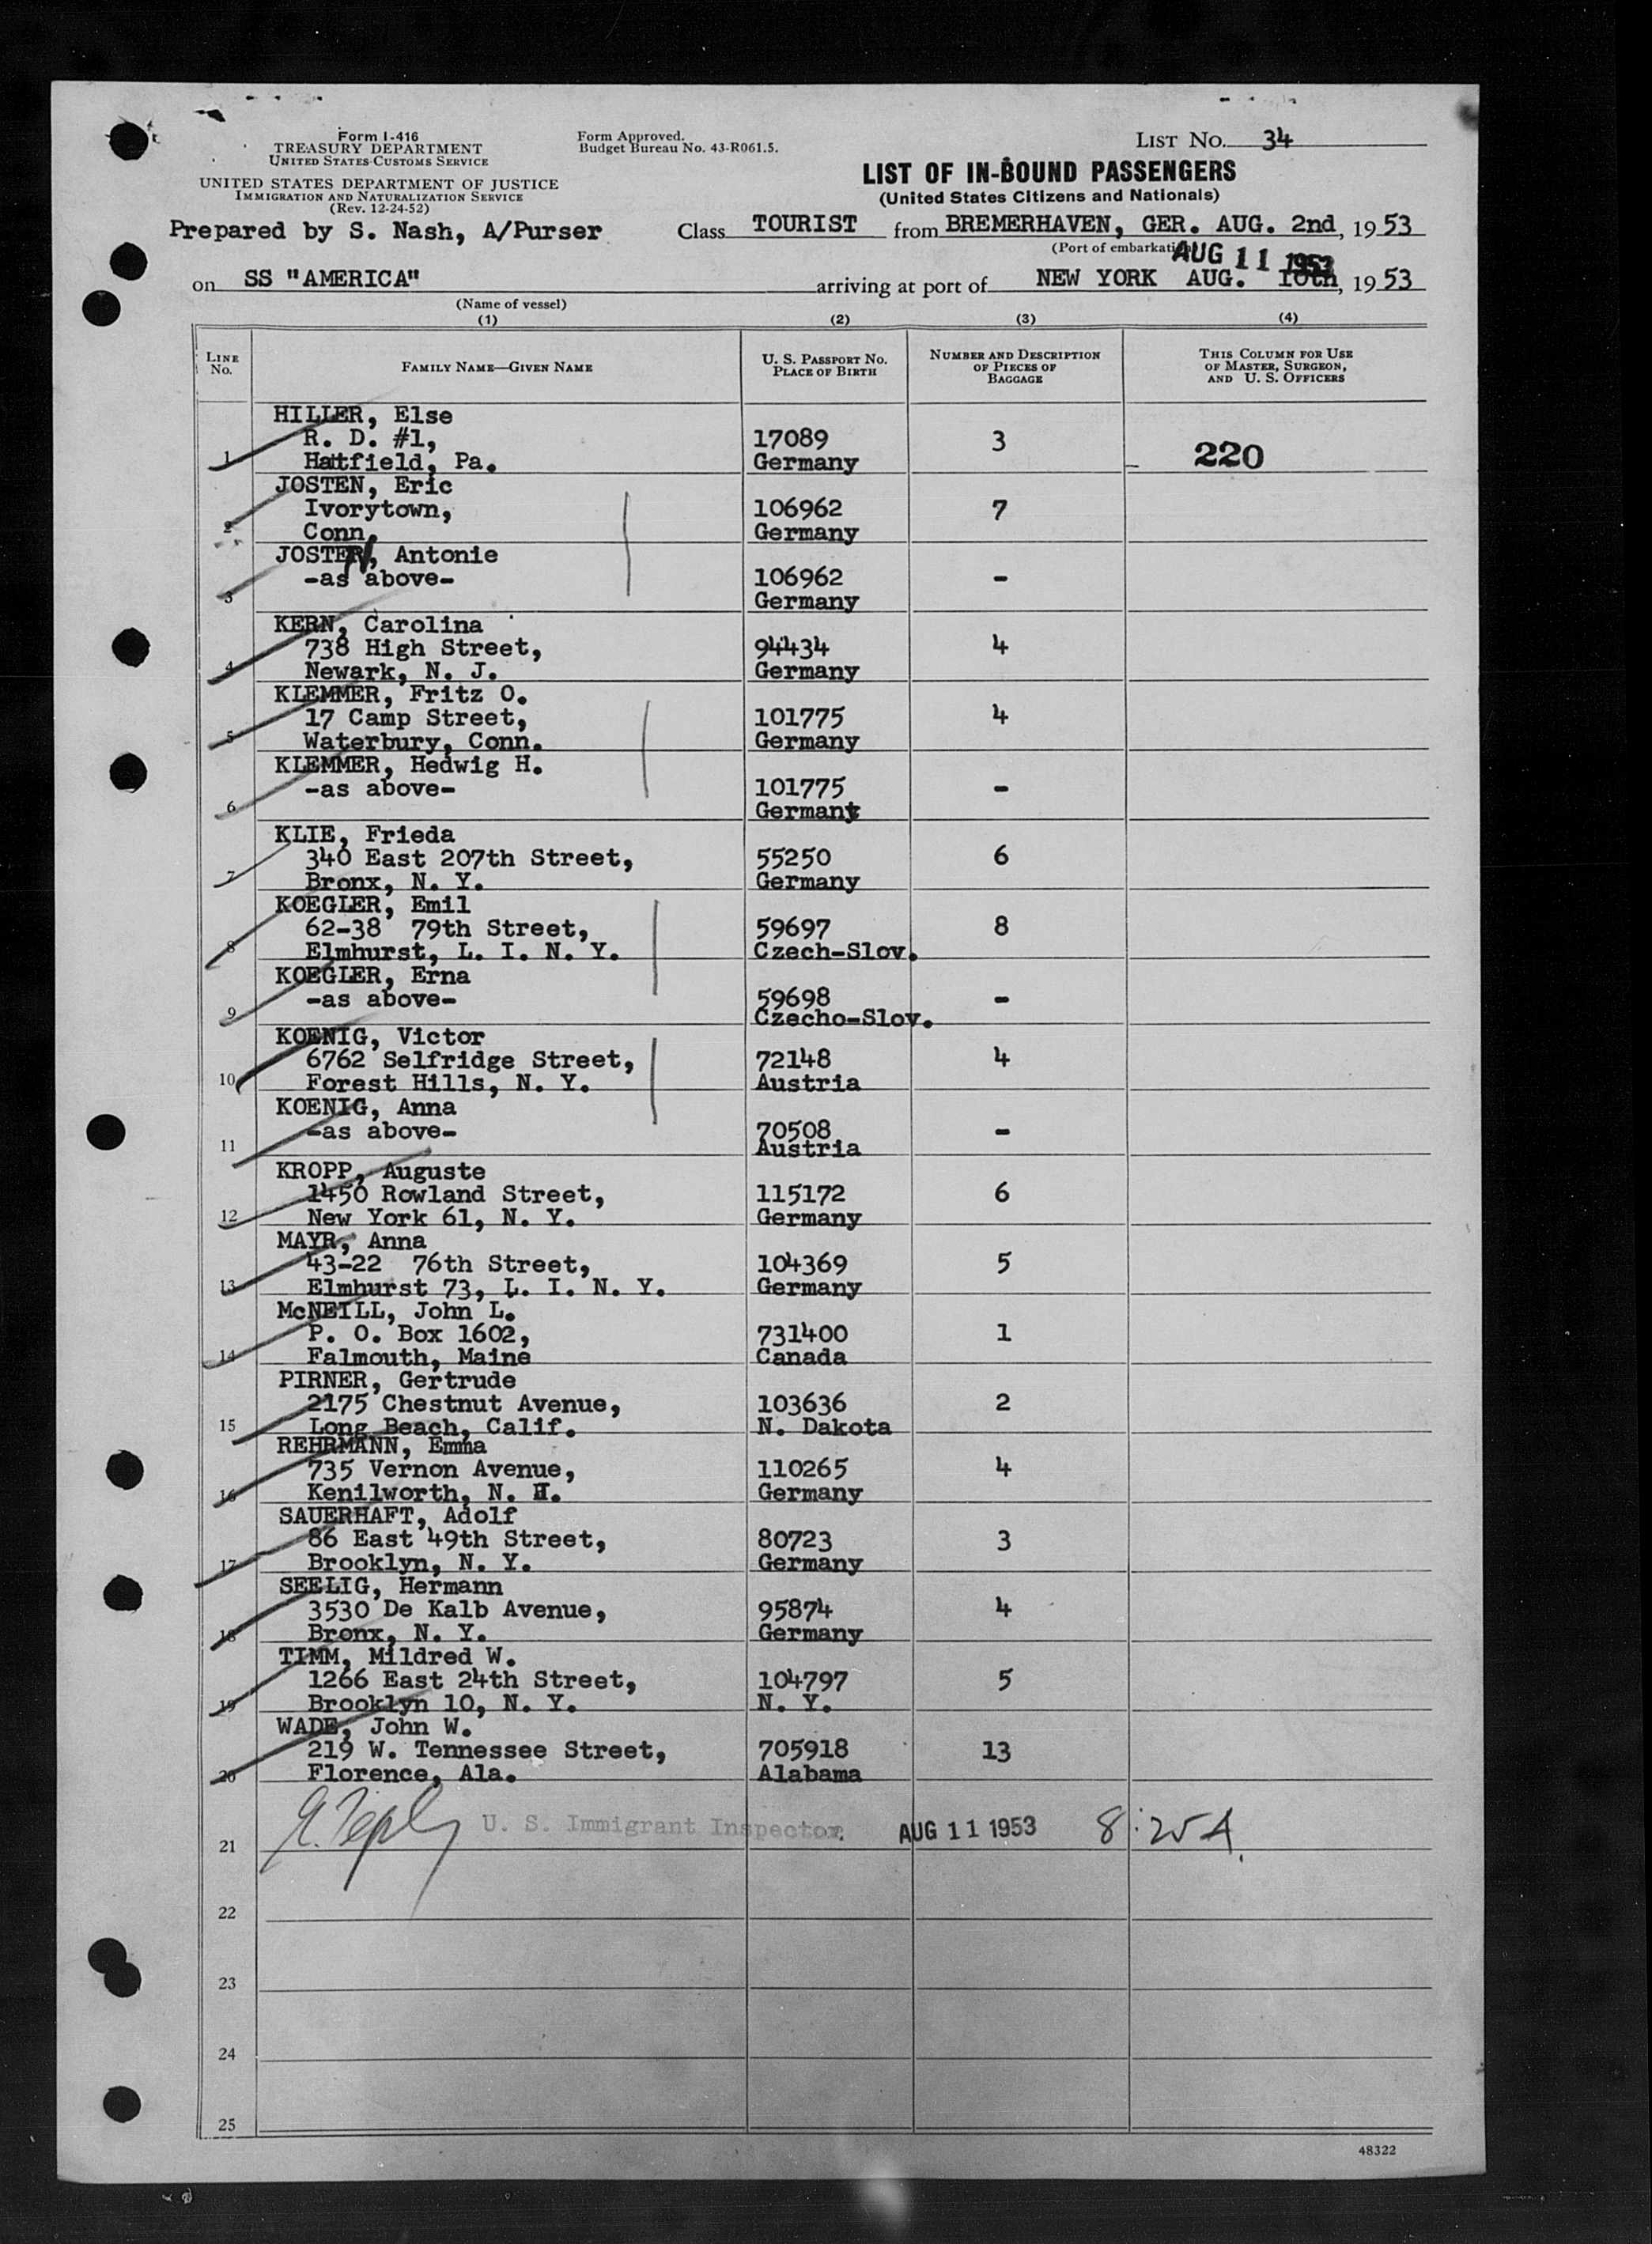 Form I-416
TREASURY DEPARTMENT
UNITED STATES CUSTOMS SERVICE
UNITED STATES DEPARTMENT OF JUSTICE
IMMIGRATION AND NATURALIZATION SERVICE
(Rev. 12-24-52)
Form Approved.
Budget Bureau No. 43-R061.5.
LIST NO. 34
LIST OF IN-BOUND PASSENGERS
(United States Citizens and Nationals)
Prepared by S. Nash, A/Purser
Class TOURIST from BREMERHAVEN, GER. AUG. 2nd, 1953
(Port of embarkation)
AUG 11 1953
on SS "AMERICA" arriving at port of NEW YORK AUG. 10th, 1953
(Name of vessel)
(1) (2) (3) (4)
LINE NO.
FAMILY NAME—GIVEN NAME
U. S. PASSPORT NO.
PLACE OF BIRTH
NUMBER AND DESCRIPTION
OF PIECES OF
BAGGAGE
THIS COLUMN FOR USE
OF MASTER, SURGEON,
AND U. S. OFFICERS
HILLER, Else
R. D. #1, 17089 3
1 Hattfield, Pa. Germany 220
JOSTEN, Eric
Ivorytown, 106962 7
2 Conn. Germany
JOSTEN, Antonie
-as above- 106962 -
3 Germany
KERN, Carolina
738 High Street, 94434 4
4 Newark, N. J. Germany
KLEMMER, Fritz O.
17 Camp Street, 101775 4
5 Waterbury, Conn. Germany
KLEMMER, Hedwig H.
-as above- 101775 -
6 Germany
KLIE, Frieda
340 East 207th Street, 55250 6
7 Bronx, N. Y. Germany
KOEGLER, Emil
62-38 79th Street, 59697 8
8 Elmhurst, L. I. N. Y. Czech-Slov.
KOEGLER, Erna
-as above- 59698 -
9 Czecho-Slov.
KOENIG, Victor
6762 Selfridge Street, 72148 4
10 Forest Hills, N. Y. Austria
KOENIG, Anna
-as above- 70508 -
11 Austria
KROPP, Auguste
1450 Rowland Street, 115172 6
12 New York 61, N. Y. Germany
MAYR, Anna
43-22 76th Street, 104369 5
13 Elmhurst 73, L. I. N. Y. Germany
McNEILL, John L.
P. O. Box 1602, 731400 1
14 Falmouth, Maine Canada
PIRNER, Gertrude
2175 Chestnut Avenue, 103636 2
15 Long Beach, Calif. N. Dakota
REHRMANN, Emma
735 Vernon Avenue, 110265 4
16 Kenilworth, N. Germany
SAUERHAFT, Adolf
86 East 49th Street, 80723 3
17 Brooklyn, N. Y. Germany
SEELIG, Hermann
3530 De Kalb Avenue, 95874 4
18 Bronx, N. Y. Germany
TIMM, Mildred W.
1266 East 24th Street, 104797 5
19 Brooklyn 10, N. Y. N. Y.
WADE, John W.
219 W. Tennessee Street, 705918 13
20 Florence, Ala. Alabama
U. S. Immigrant Inspector. AUG 11 1953 8:25 A.
21
22
23
24
25
48322